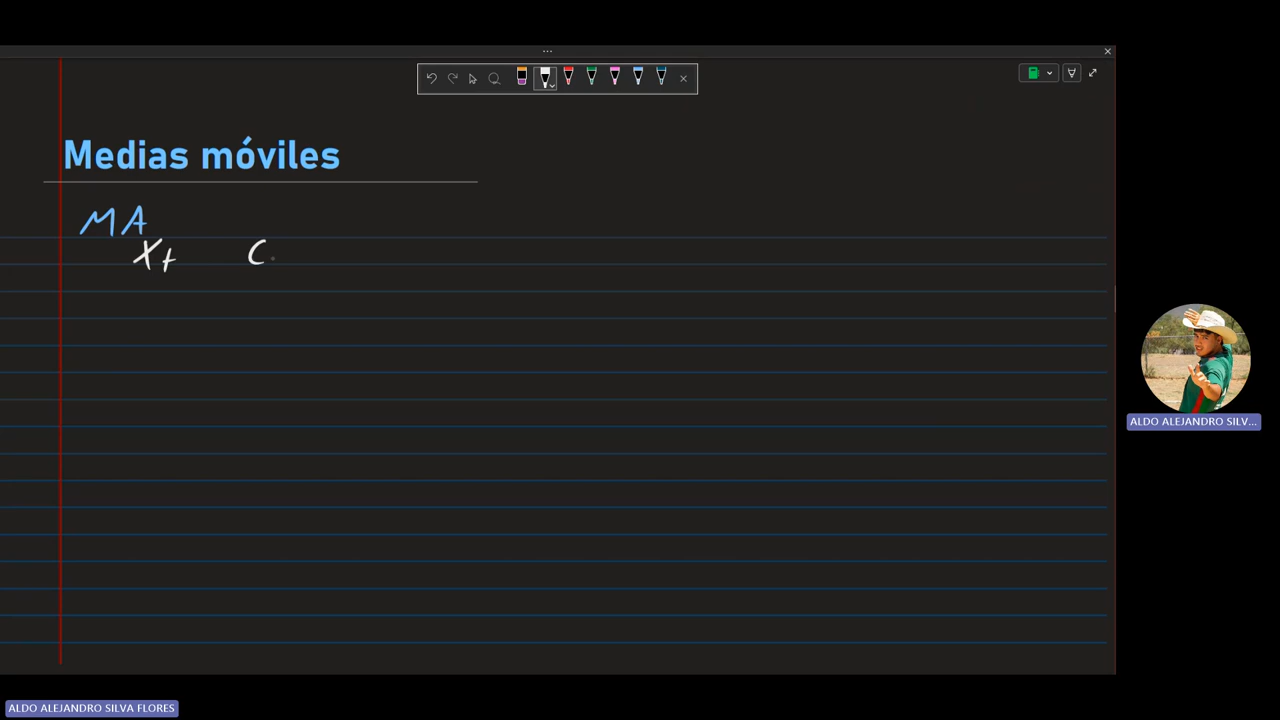 Medias móviles
MA
Xt C
ALDO ALEJANDRO SILV...
ALDO ALEJANDRO SILVA FLORES